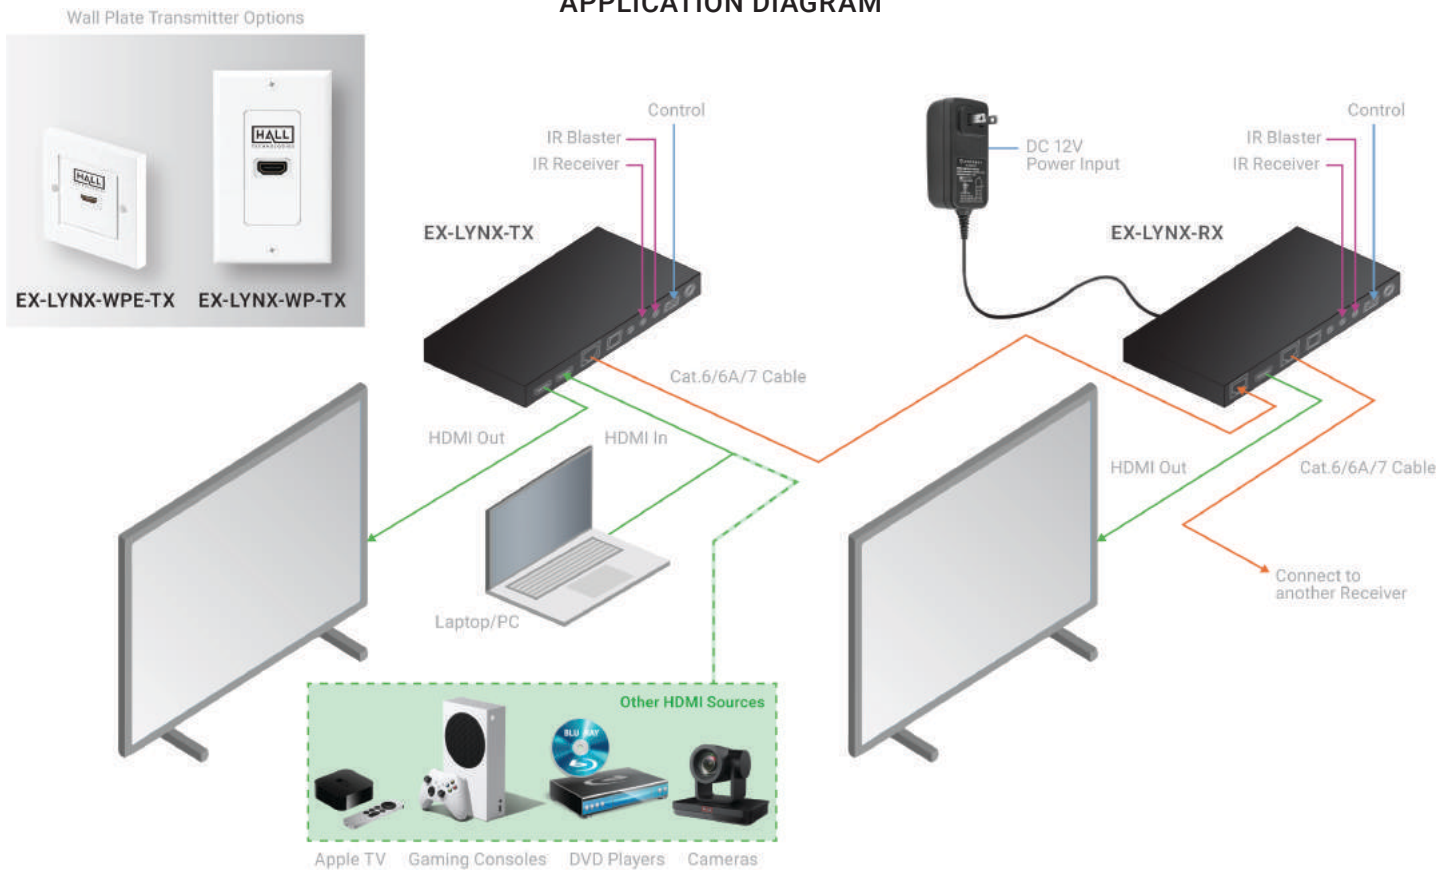 APPLICATION DIAGRAM
Wall Plate Transmitter Options
HALL
TECHNOLOGIES
HALL
EX-LYNX-WPE-TX
EX-LYNX-WP-TX
Control
IR Blaster
IR Receiver
EX-LYNX-TX
DC 12V
Power Input
Control
IR Blaster
IR Receiver
EX-LYNX-RX
Cat.6/6A/7 Cable
HDMI Out
HDMI In
HDMI Out
Cat.6/6A/7 Cable
Laptop/PC
Connect to
another Receiver
Other HDMI Sources
BLU RAY
Apple TV
Gaming Consoles
DVD Players
Cameras